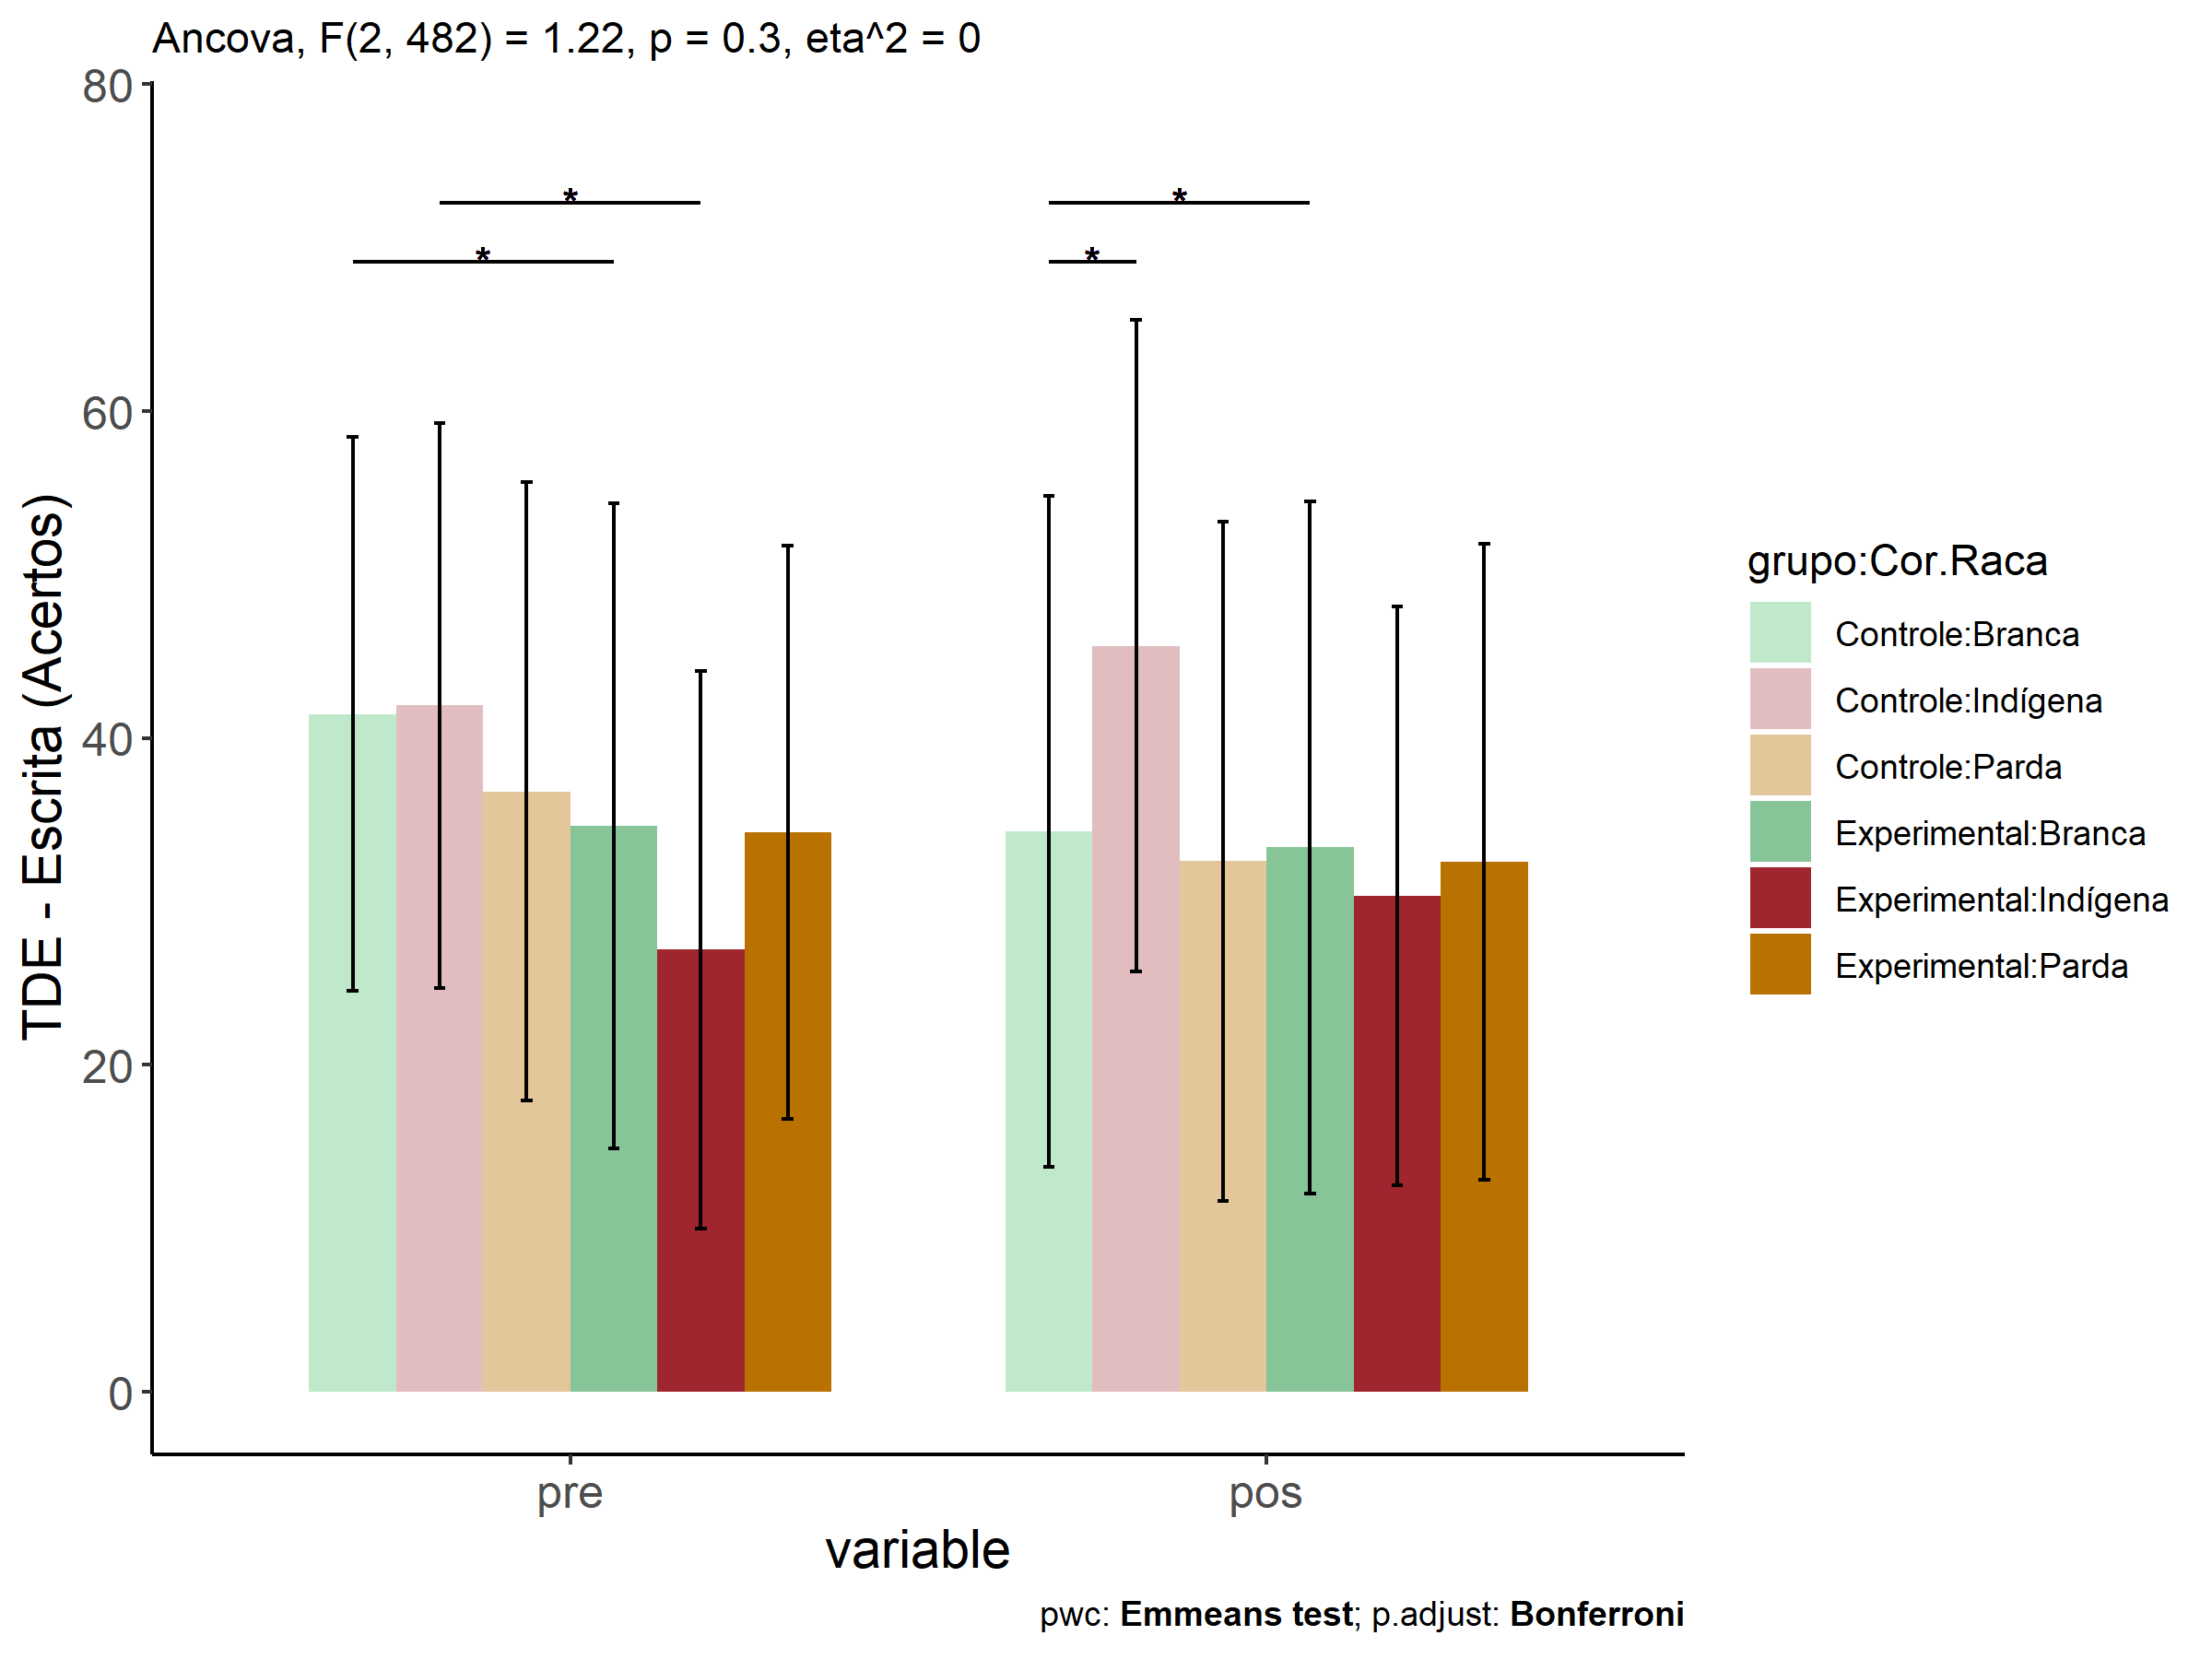 Ancova, F(2, 482) = 1.22, p = 0.3, eta^2 = 0
80
60
40
20
0
TDE - Escrita (Acertos)
*
*
*
*
pre
pos
variable
grupo:Cor.Raca
Controle:Branca
Controle:Indígena
Controle:Parda
Experimental:Branca
Experimental:Indígena
Experimental:Parda
pwc: Emmeans test; p.adjust: Bonferroni